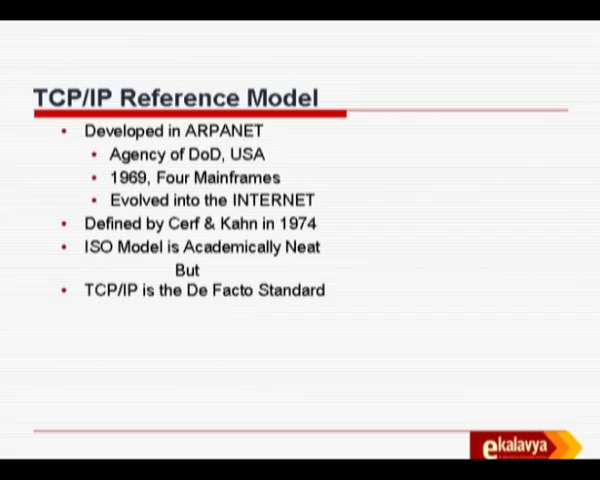 TCP/IP Reference Model
• Developed in ARPANET
• Agency of DoD, USA
• 1969, Four Mainframes
• Evolved into the INTERNET
• Defined by Cerf & Kahn in 1974
• ISO Model is Academically Neat
But
• TCP/IP is the De Facto Standard
ekalavya